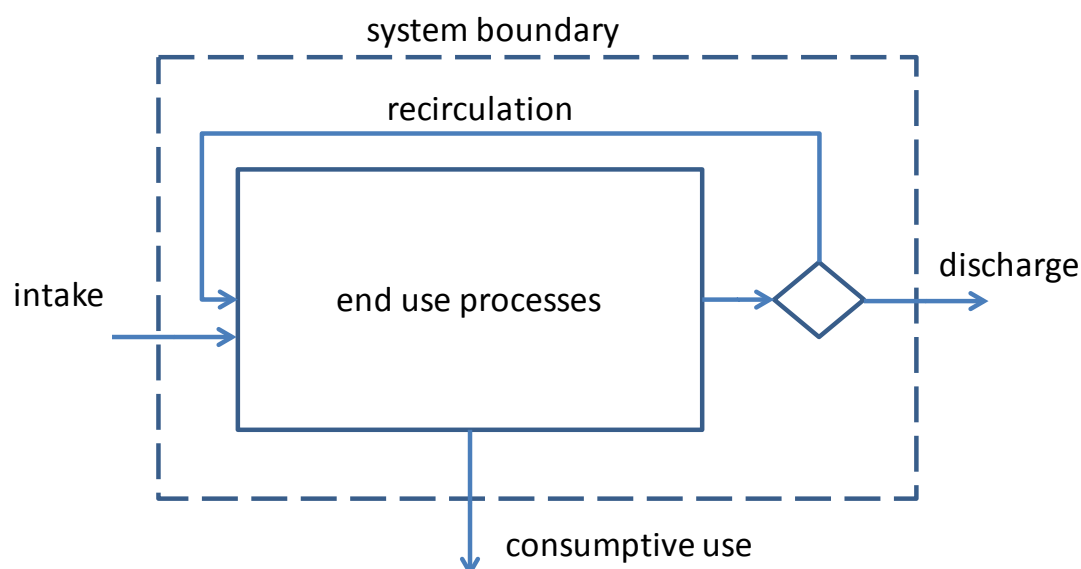 system boundary
recirculation
discharge
intake
end use processes
consumptive use